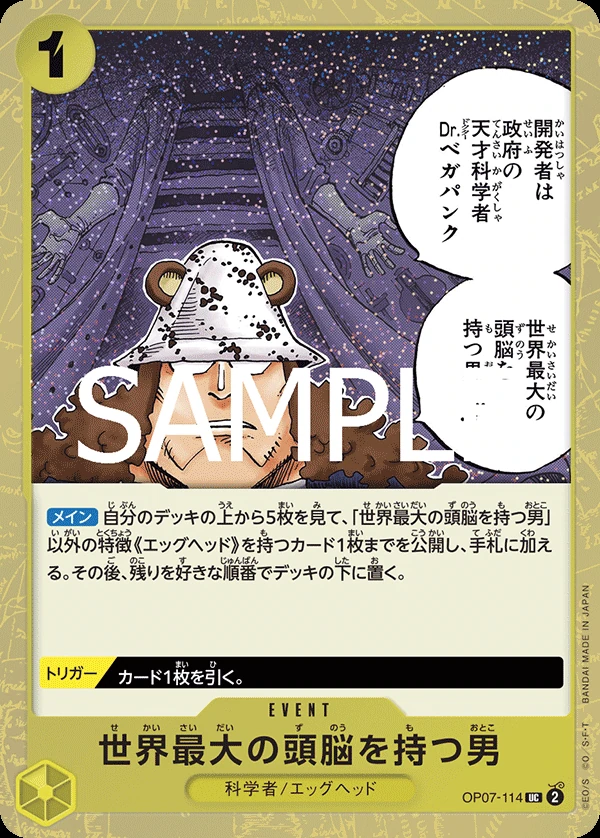 1
開発者は
政府の
天才科学者
Dr.ベガパンク
世界最大の
頭脳を
持つ男
SAMPLE
メイン 自分のデッキの上から5枚を見て、「世界最大の頭脳を持つ男」
以外の特徴《エッグヘッド》を持つカード1枚までを公開し、手札に加え
る。その後、残りを好きな順番でデッキの下に置く。
トリガー カード1枚を引く。
EVENT
世界最大の頭脳を持つ男
科学者/エッグヘッド
OP07-114 UC 2
©E.O/S ©O/S・F・T BANDAI MADE IN JAPAN